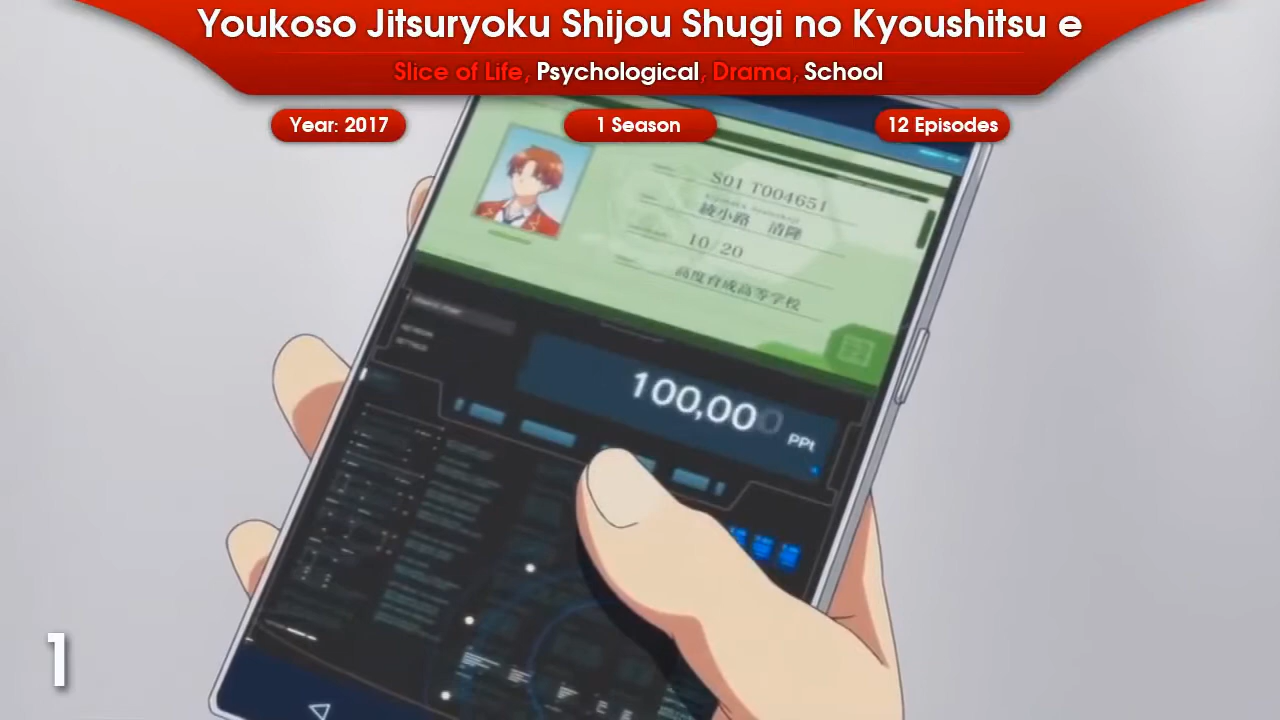 Youkoso Jitsuryoku Shijou Shugi no Kyoushitsu e
Slice of Life, Psychological, Drama, School
Year: 2017
1 Season
12 Episodes
S01 T004651
綾小路 清隆
10/20
高度育成高等学校
100,000
PPt
1